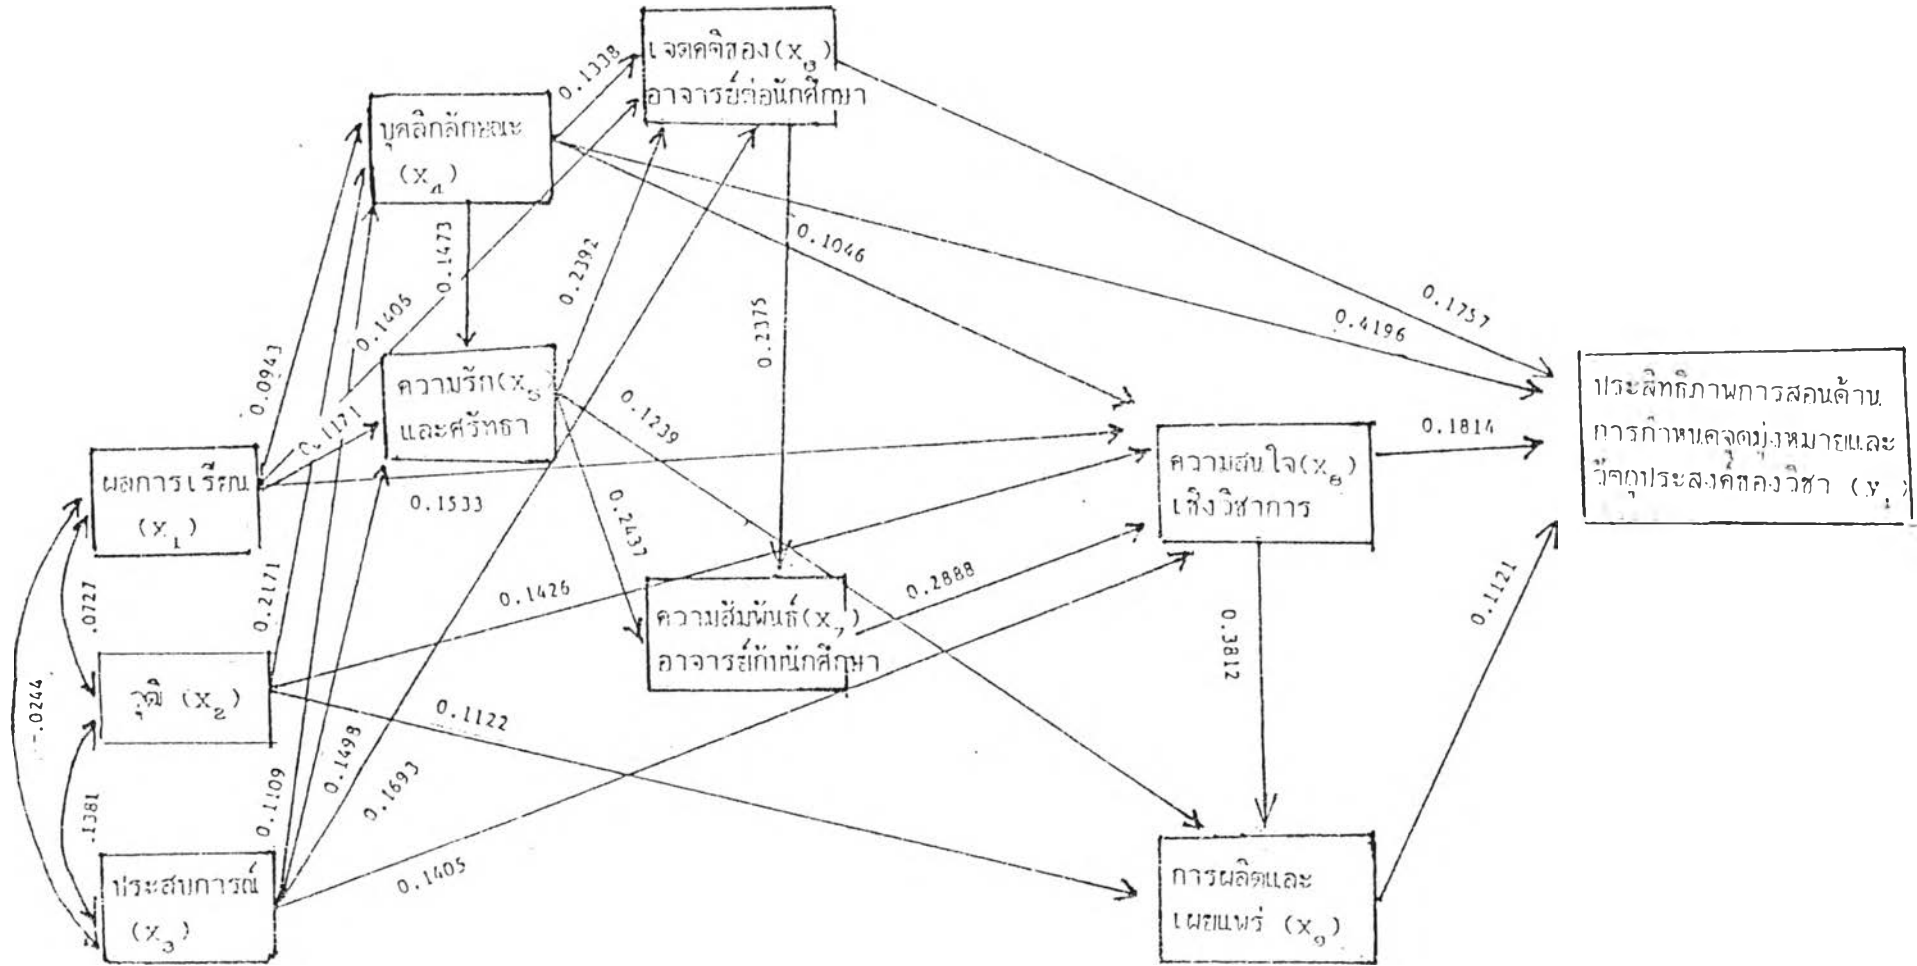 เจตคติของ(X₆)
อาจารย์ต่อนักศึกษา
0.1338
บุคลิกลักษณะ
(X₄)
0.1473
0.2392
0.1046
0.1757
0.4196
0.0943
0.1405
0.2375
ความรัก(X₅)
และศรัทธา
0.1171
0.1239
ประสิทธิภาพการสอนด้าน
การกำหนดจุดมุ่งหมายและ
วัตถุประสงค์ของวิชา (Y₁)
0.1814
ผลการเรียน
(X₁)
0.1533
0.2437
ความสนใจ(X₈)
เชิงวิชาการ
.0727
0.2171
0.1426
0.2888
0.1121
ความสัมพันธ์(X₇)
อาจารย์กับนักศึกษา
0.3812
-.0244
วุฒิ (X₂)
0.1122
.1381
0.1109
0.1498
0.1693
0.1405
ประสบการณ์
(X₃)
การผลิตและ
เผยแพร่ (X₉)